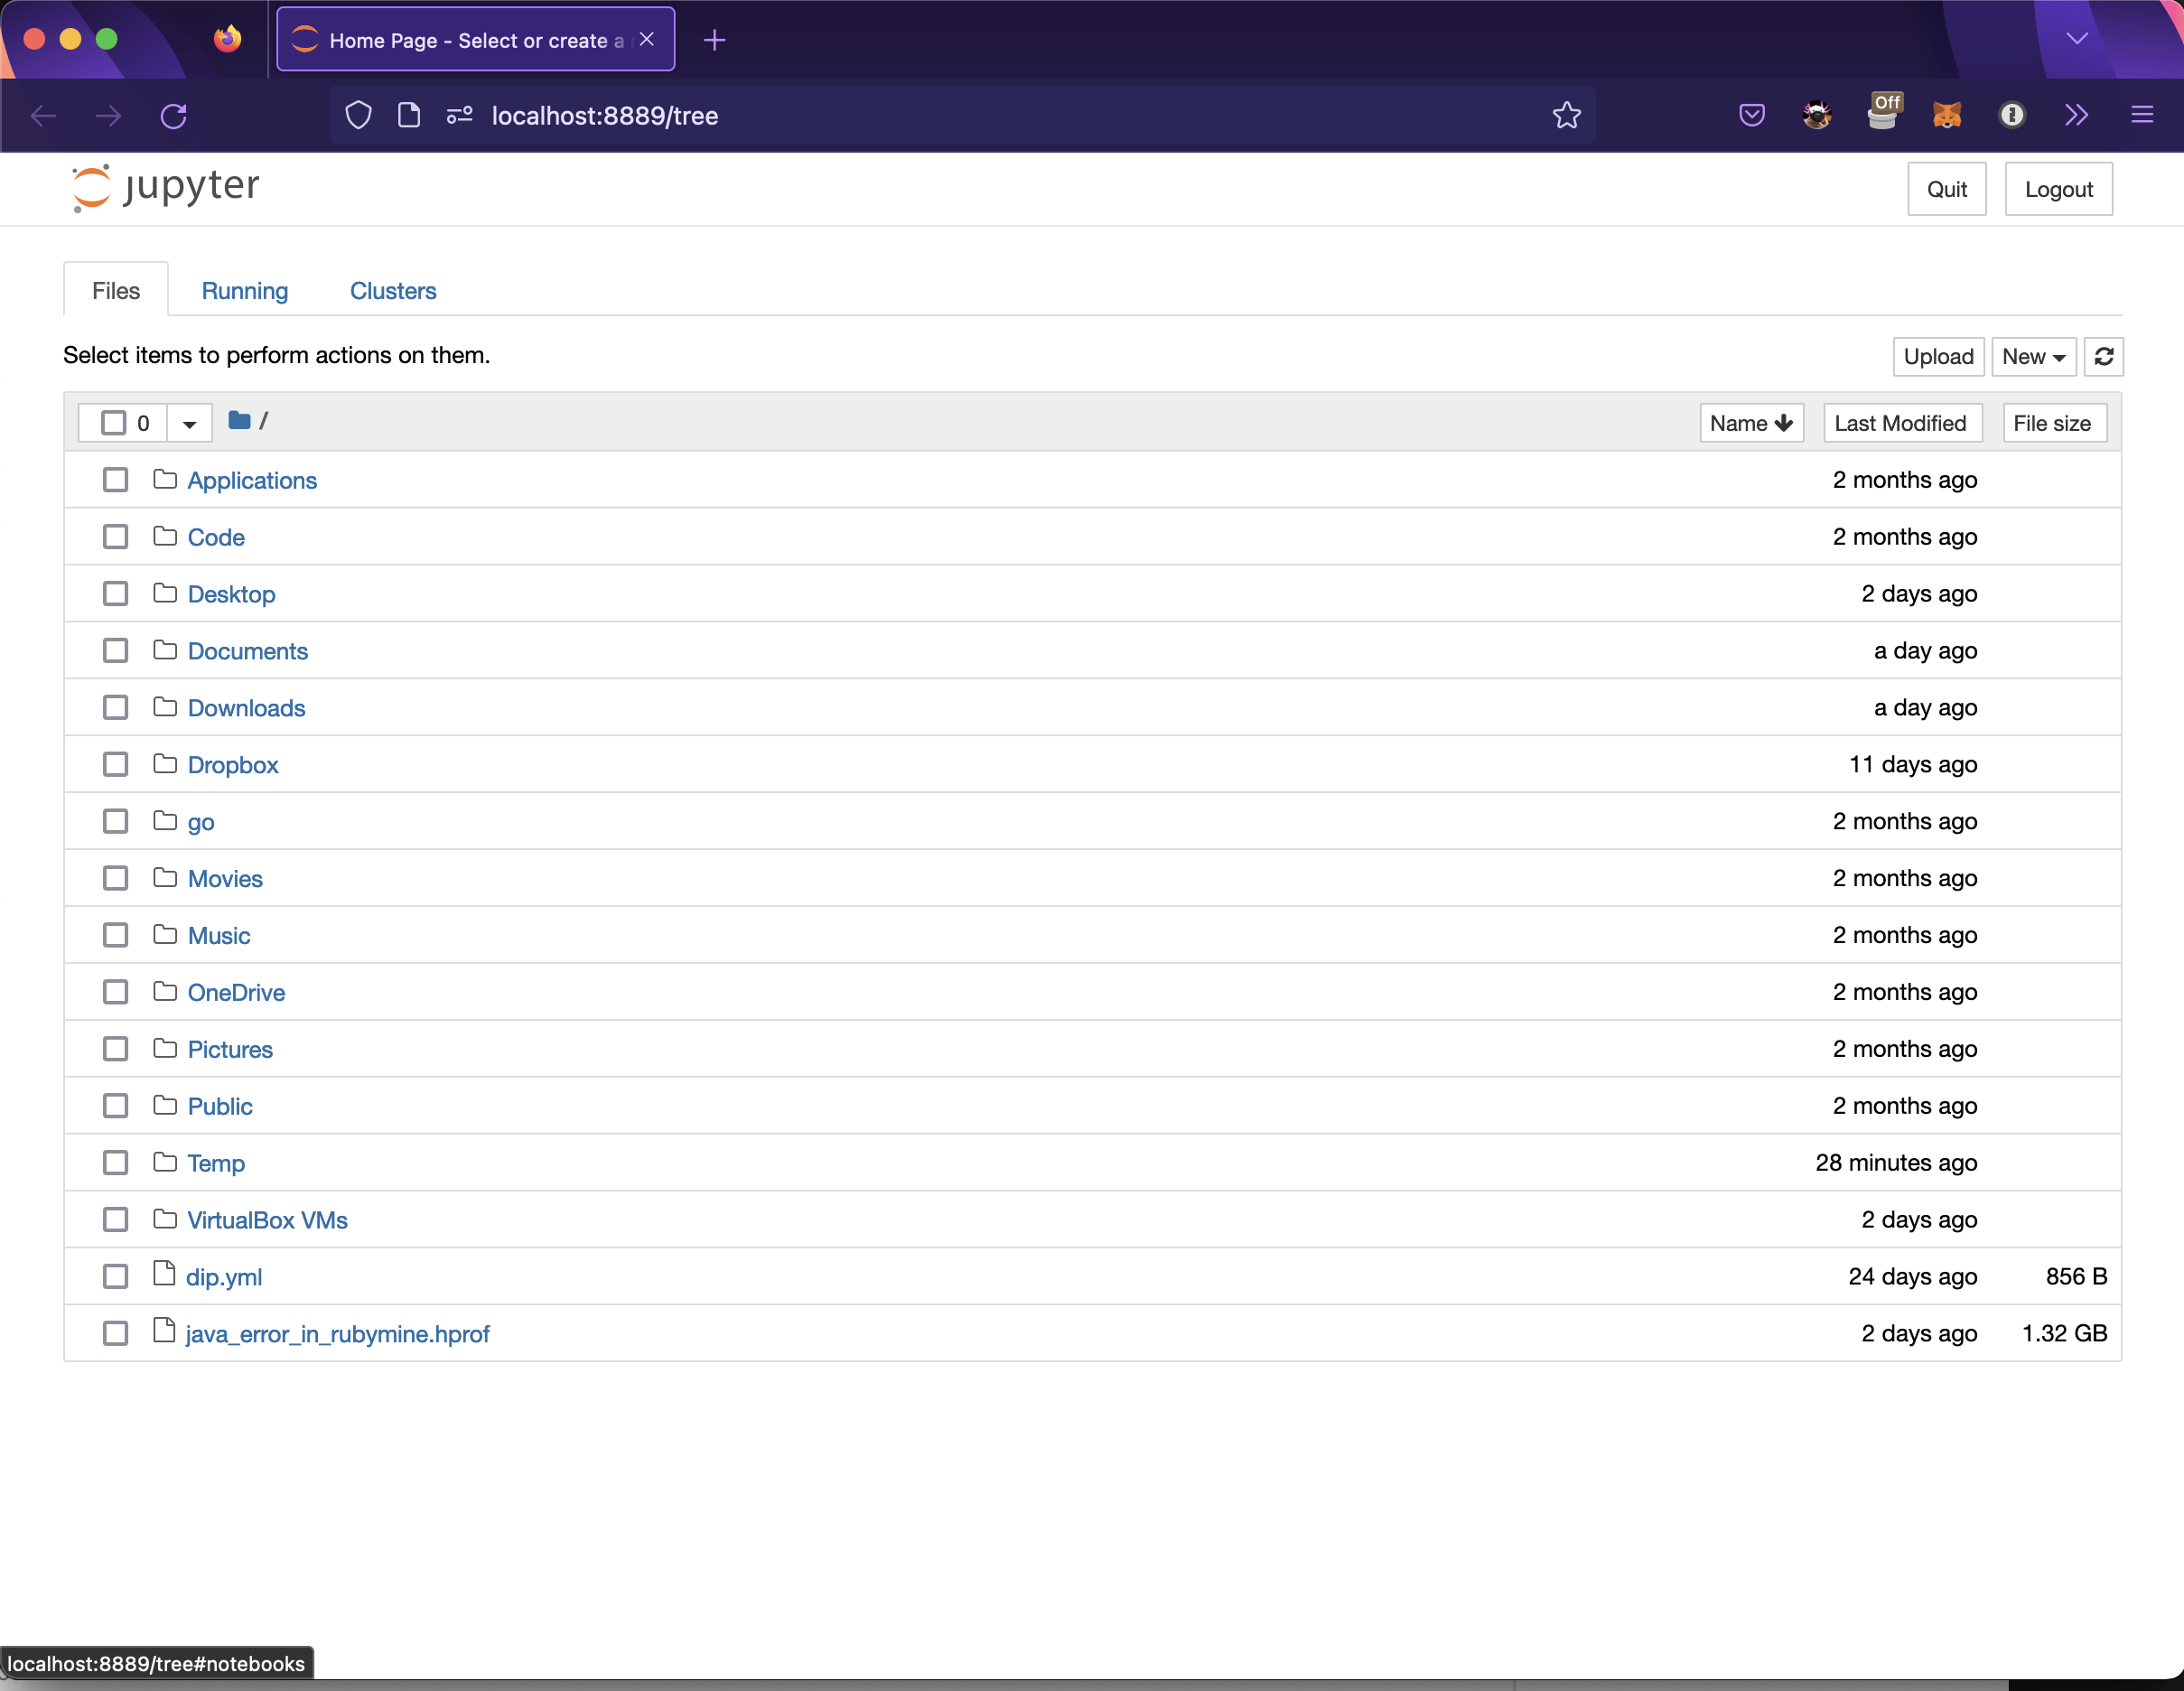 Home Page - Select or create a
localhost:8889/tree
Off
jupyter
Quit
Logout
Files
Running
Clusters
Select items to perform actions on them.
Upload
New
0
/
Name
Last Modified
File size
Applications 2 months ago
Code 2 months ago
Desktop 2 days ago
Documents a day ago
Downloads a day ago
Dropbox 11 days ago
go 2 months ago
Movies 2 months ago
Music 2 months ago
OneDrive 2 months ago
Pictures 2 months ago
Public 2 months ago
Temp 28 minutes ago
VirtualBox VMs 2 days ago
dip.yml 24 days ago 856 B
java_error_in_rubymine.hprof 2 days ago 1.32 GB
localhost:8889/tree#notebooks